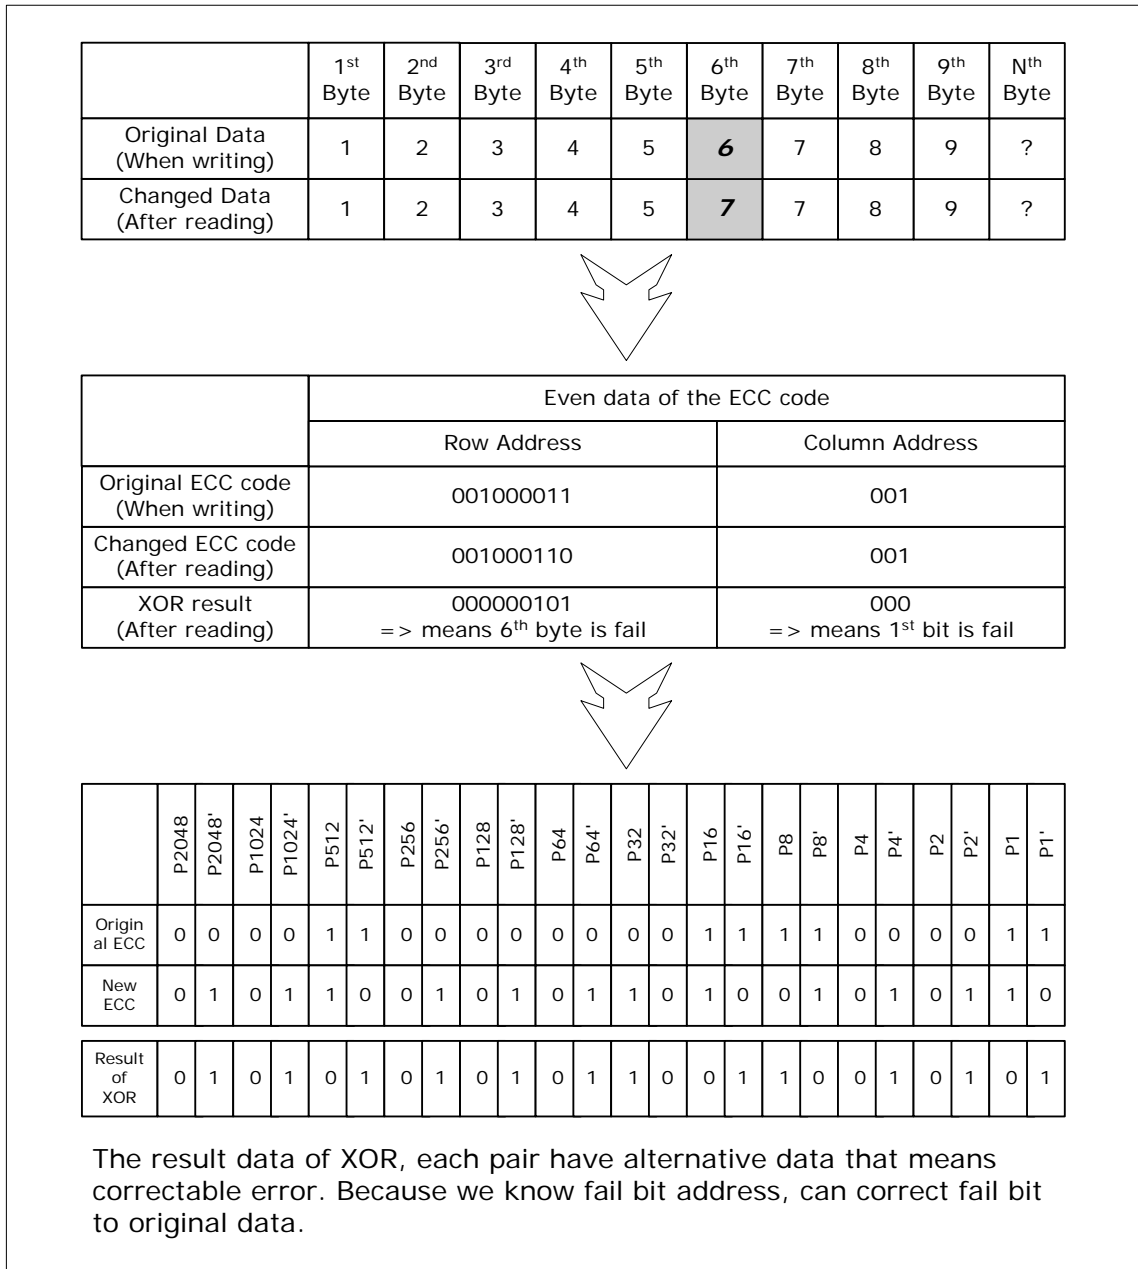 1st Byte 2nd Byte 3rd Byte 4th Byte 5th Byte 6th Byte 7th Byte 8th Byte 9th Byte Nth Byte
Original Data
(When writing) 1 2 3 4 5 6 7 8 9 ?
Changed Data
(After reading) 1 2 3 4 5 7 7 8 9 ?
Even data of the ECC code
Row Address Column Address
Original ECC code
(When writing) 001000011 001
Changed ECC code
(After reading) 001000110 001
XOR result
(After reading) 000000101
=> means 6th byte is fail 000
=> means 1st bit is fail
P2048 P2048' P1024 P1024' P512 P512' P256 P256' P128 P128' P64 P64' P32 P32' P16 P16' P8 P8' P4 P4' P2 P2' P1 P1'
Origin
al ECC 0 0 0 0 1 1 0 0 0 0 0 0 0 0 1 1 1 1 0 0 0 0 1 1
New
ECC 0 1 0 1 1 0 0 1 0 1 0 1 1 0 1 0 0 1 0 1 0 1 1 0
Result
of
XOR 0 1 0 1 0 1 0 1 0 1 0 1 1 0 0 1 1 0 0 1 0 1 0 1
The result data of XOR, each pair have alternative data that means
correctable error. Because we know fail bit address, can correct fail bit
to original data.